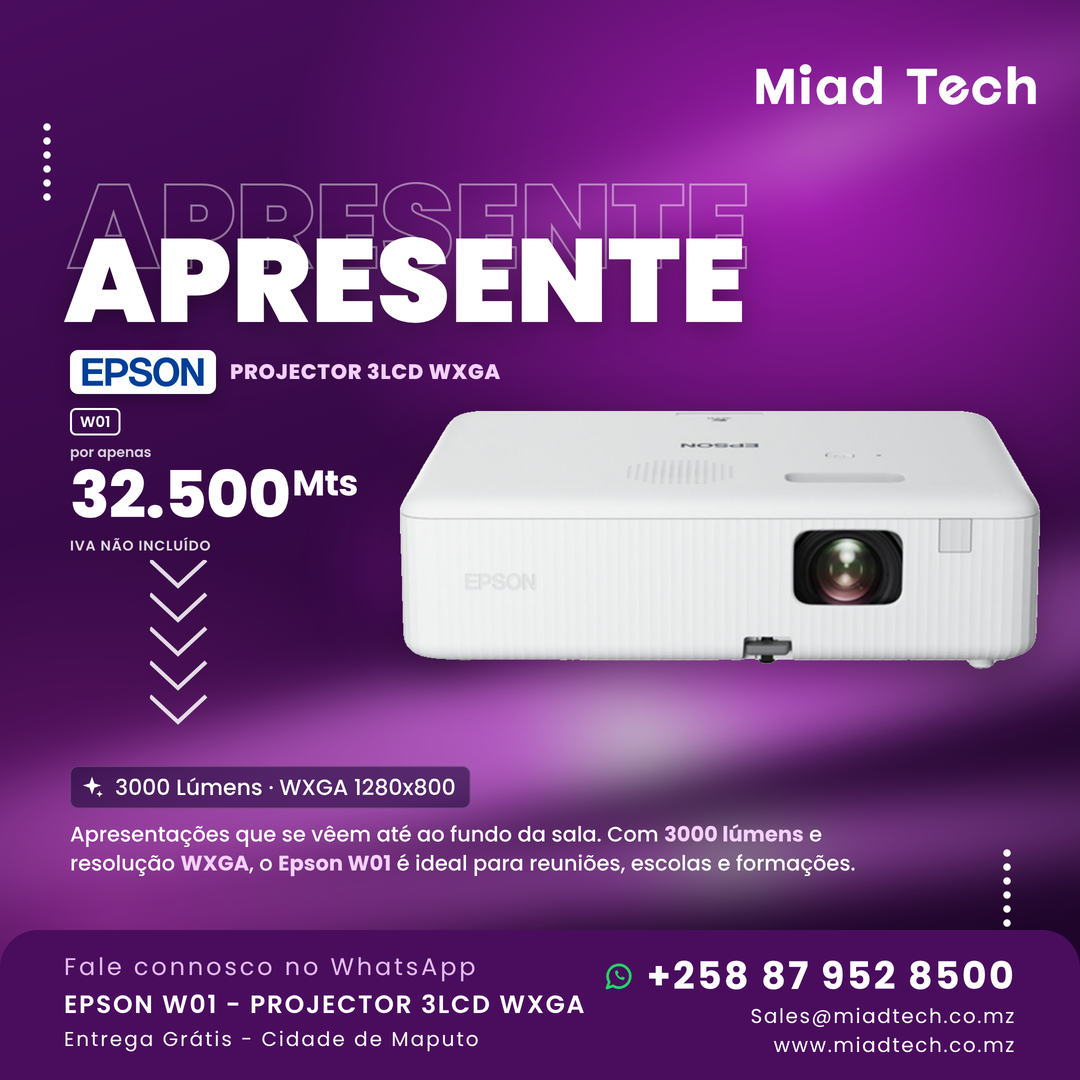 Miad Tech
APRESENTE
APRESENTE
EPSON PROJECTOR 3LCD WXGA
W01
por apenas
32.500Mts
IVA NÃO INCLUÍDO
EPSON
EPSON
3000 Lúmens · WXGA 1280x800
Apresentações que se vêem até ao fundo da sala. Com 3000 lúmens e
resolução WXGA, o Epson W01 é ideal para reuniões, escolas e formações.
Fale connosco no WhatsApp
EPSON W01 - PROJECTOR 3LCD WXGA
Entrega Grátis - Cidade de Maputo
+258 87 952 8500
Sales@miadtech.co.mz
www.miadtech.co.mz